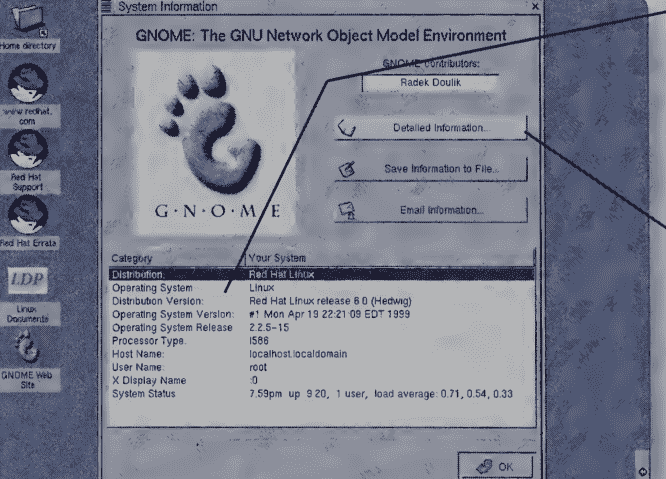 System Information
GNOME: The GNU Network Object Model Environment
GNOME contributors:
Radek Doulik
Detailed Information...
Save Information to File...
Email Information...
G·N·O·M·E
Home directory
www.redhat.
com
Red Hat
Support
Red Hat Errata
LDP
Linux
Documents
GNOME Web
Site
Category Your System
Distribution: Red Hat Linux
Operating System Linux
Distribution Version: Red Hat Linux release 6.0 (Hedwig)
Operating System Version: #1 Mon Apr 19 22:21:09 EDT 1999
Operating System Release 2.2.5-15
Processor Type: i586
Host Name: localhost.localdomain
User Name: root
X Display Name :0
System Status 7:59pm up 9:20, 1 user, load average: 0.71, 0.54, 0.33
OK